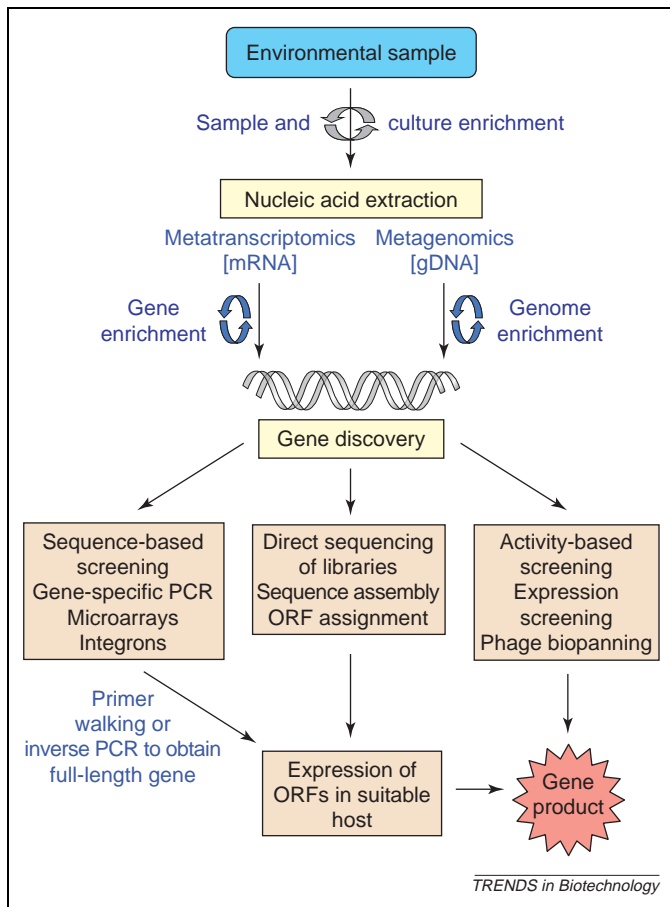 Environmental sample
Sample and culture enrichment
Nucleic acid extraction
Metatranscriptomics
[mRNA]
Metagenomics
[gDNA]
Gene
enrichment
Genome
enrichment
Gene discovery
Sequence-based
screening
Gene-specific PCR
Microarrays
Integrons
Direct sequencing
of libraries
Sequence assembly
ORF assignment
Activity-based
screening
Expression
screening
Phage biopanning
Primer
walking or
inverse PCR to obtain
full-length gene
Expression of
ORFs in suitable
host
Gene
product
TRENDS in Biotechnology